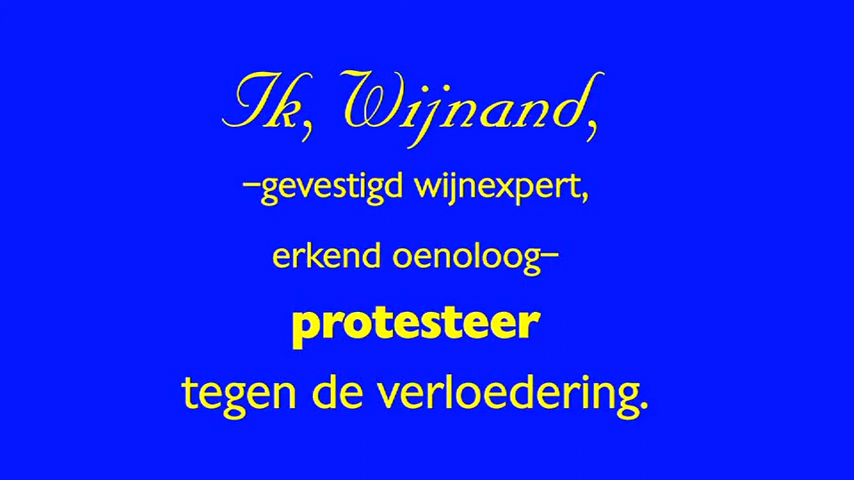 Ik, Wijnand,
–gevestigd wijnexpert,
erkend oenoloog–
protesteer
tegen de verloedering.